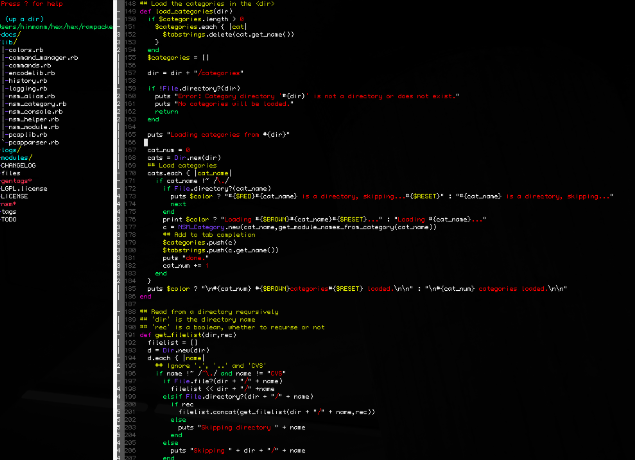 Press ? for help
.. (up a dir)
docs/
lib/
|-colors.rb
|-command_manager.rb
|-commands.rb
|-encodelib.rb
|-history.rb
|-logging.rb
|-nsm_alias.rb
|-nsm_category.rb
|-nsm_console.rb
|-nsm_helper.rb
|-nsm_module.rb
|-pcaplib.rb
`-pcapparser.rb
logs/
modules/
CHANGELOG
files
gentags*
LGPL.license
LICENSE
nsm*
tags
TODO
148 ## Load the categories in the <dir>
149 def load_categories(dir)
150 if $categories.length > 0
151 $categories.each { |cat|
152 $tabstrings.delete(cat.get_name())
153 }
154 end
155 $categories = []
156
157 dir = dir + "/categories"
158
159 if !File.directory?(dir)
160 puts "Error! Category directory '#{dir}' is not a directory or does not exist."
161 puts "No categories will be loaded."
162 return
163 end
164
165 puts "Loading categories from #{dir}"
166
167 cat_num = 0
168 cats = Dir.new(dir)
169 ## Load categories
170 cats.each { |cat_name|
171 if cat_name !~ /^\./
172 if File.directory?(cat_name)
173 puts $color ? "#{$RED}#{cat_name} is a directory, skipping...#{$RESET}" : "#{cat_name} is a directory, skipping..."
174 next
175 end
176 print $color ? "Loading #{$BROWN}#{cat_name}#{$RESET}..." : "Loading #{cat_name}..."
177 c = NSM_Category.new(cat_name,get_module_names_from_category(cat_name))
178 ## Add to tab completion
179 $categories.push(c)
180 $tabstrings.push(c.get_name())
181 puts "done."
182 cat_num += 1
183 end
184 }
185 puts $color ? "\n#{cat_num} #{$BROWN}categories#{$RESET} loaded.\n\n" : "\n#{cat_num} categories loaded.\n\n"
186 end
187
188 ## Read from a directory recursively
189 ## 'dir' is the directory name
190 ## 'rec' is a boolean, whether to recurse or not
191 def get_filelist(dir,rec)
192 filelist = []
193 d = Dir.new(dir)
194 d.each { |name|
195 ## Ignore '.', '..' and 'CVS'
196 if name !~ /^\./ and name != "CVS"
197 if File.file?(dir + "/" + name)
198 filelist << dir + "/" +name
199 elsif File.directory?(dir + "/" + name)
200 if rec
201 filelist.concat(get_filelist(dir + "/" + name,rec))
202 else
203 puts "Skipping directory " + name
204 end
205 else
206 puts "Skipping " + dir + "/" + name
207 end